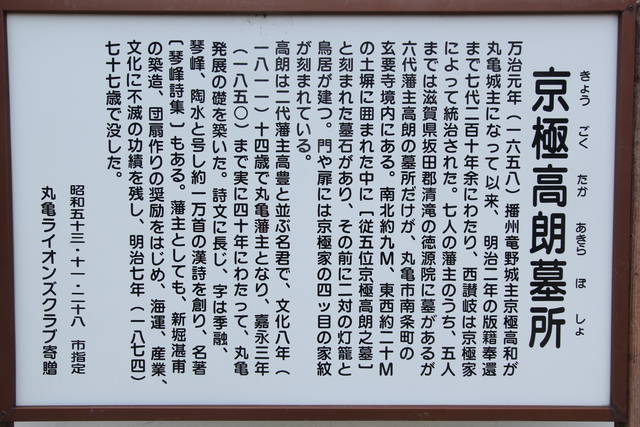 京極高朗墓所
きょう ごく たか あきら ぼ しょ
万治元年（一六五八）播州竜野城主京極高和が
丸亀城主になって以来、明治二年の版籍奉還
まで七代二百十年余にわたり、西讃岐は京極家
によって統治された。七人の藩主のうち、五人
までは滋賀県坂田郡清滝の徳源院に墓があるが
六代藩主高朗の墓所だけが、丸亀市南条町の
玄要寺境内にある。南北約九M、東西約二十M
の土塀に囲まれた中に［従五位京極高朗之墓］
と刻まれた墓石があり、その前に二対の灯籠と
鳥居が建つ。門や扉には京極家の四ッ目の家紋
が刻まれている。
高朗は二代藩主高豊と並ぶ名君で、文化八年（
一八一一）十四歳で丸亀藩主となり、嘉永三年
（一八五〇）まで実に四十年にわたって、丸亀
発展の礎を築いた。詩文に長じ、字は季融、
琴峰、陶水と号し約一万首の漢詩を創り、名著
〔琴峰詩集〕もある。藩主としても、新堀湛甫
の築造、団扇作りの奨励をはじめ、海運、産業、
文化に不滅の功績を残し、明治七年（一八七四）
七十七歳で没した。
昭和五十三・十一・二十八 市指定
丸亀ライオンズクラブ寄贈